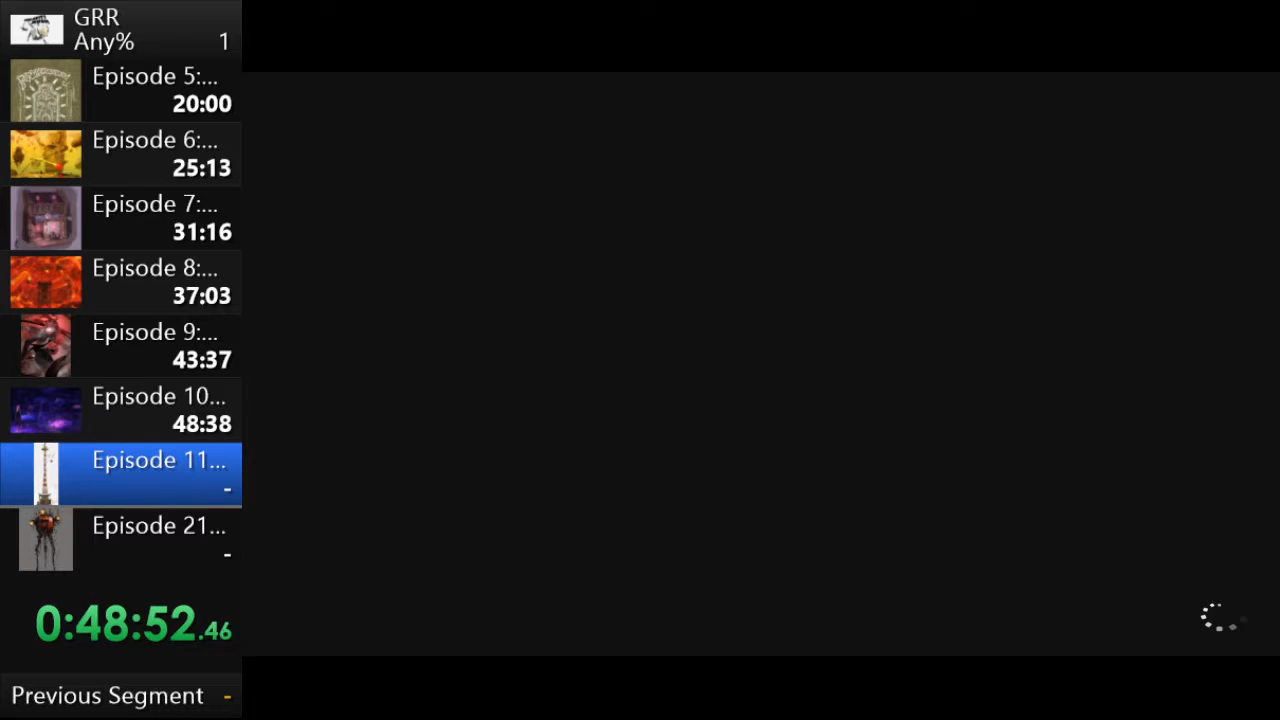 GRR
Any% 1
Episode 5:...
20:00
Episode 6:...
25:13
Episode 7:...
31:16
Episode 8:...
37:03
Episode 9:...
43:37
Episode 10...
48:38
Episode 11...
-
Episode 21...
-
0:48:52.46
Previous Segment -